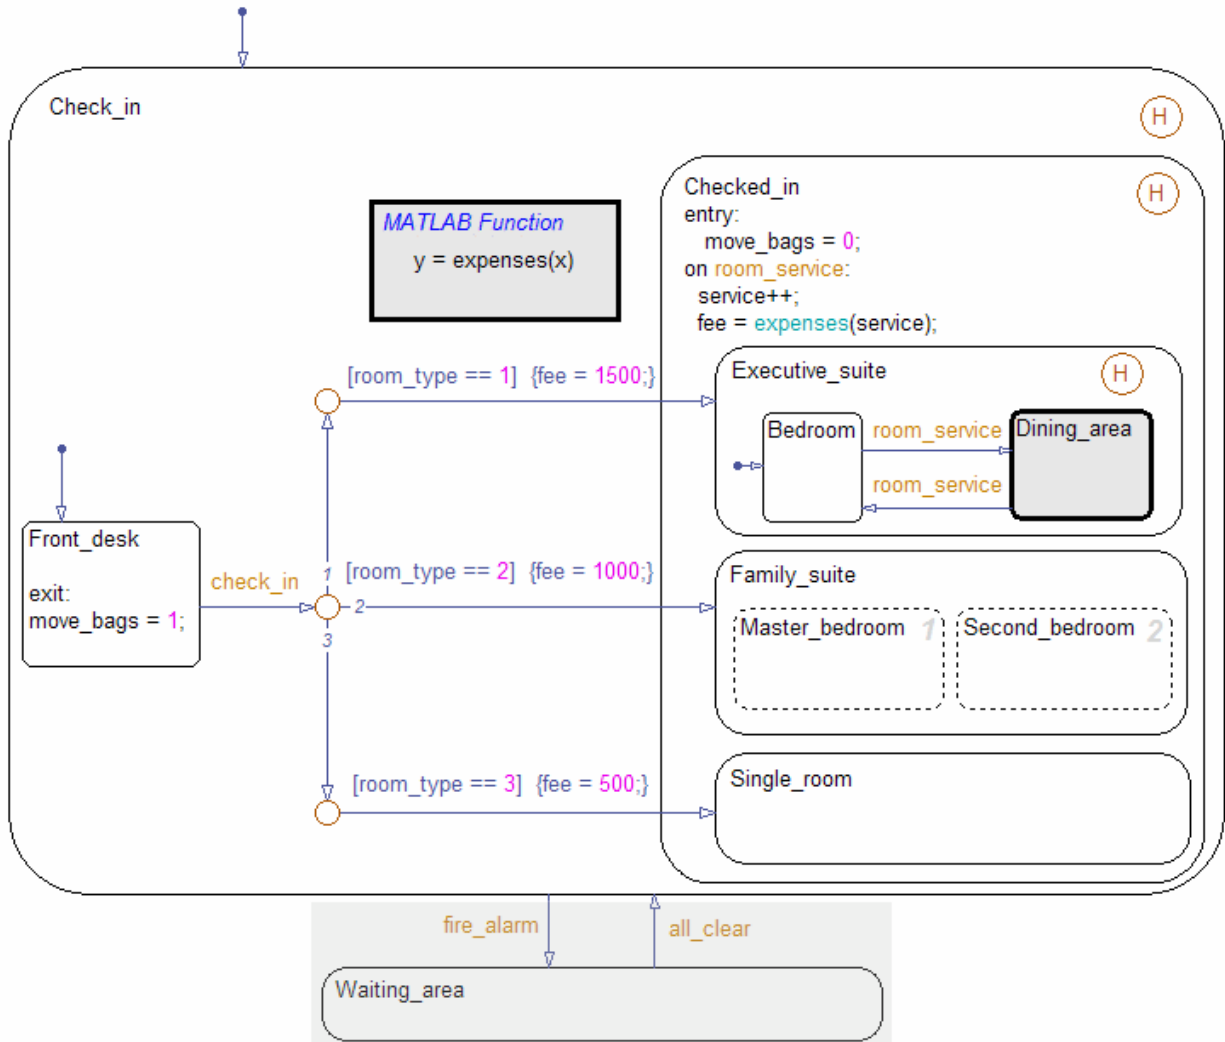 Check_in
H
Checked_in
H
entry:
move_bags = 0;
on room_service:
service++;
fee = expenses(service);
MATLAB Function
y = expenses(x)
[room_type == 1] {fee = 1500;}
Executive_suite
H
Bedroom
room_service
Dining_area
room_service
Front_desk
exit:
move_bags = 1;
check_in
1
2
3
[room_type == 2] {fee = 1000;}
Family_suite
Master_bedroom 1
Second_bedroom 2
[room_type == 3] {fee = 500;}
Single_room
fire_alarm
all_clear
Waiting_area